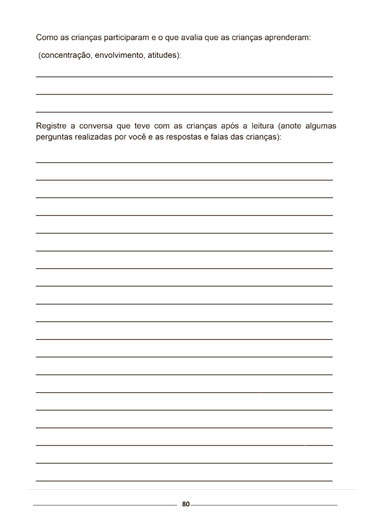 Como as crianças participaram e o que avalia que as crianças aprenderam:
(concentração, envolvimento, atitudes):
Registre a conversa que teve com as crianças após a leitura (anote algumas
perguntas realizadas por você e as respostas e falas das crianças):
80